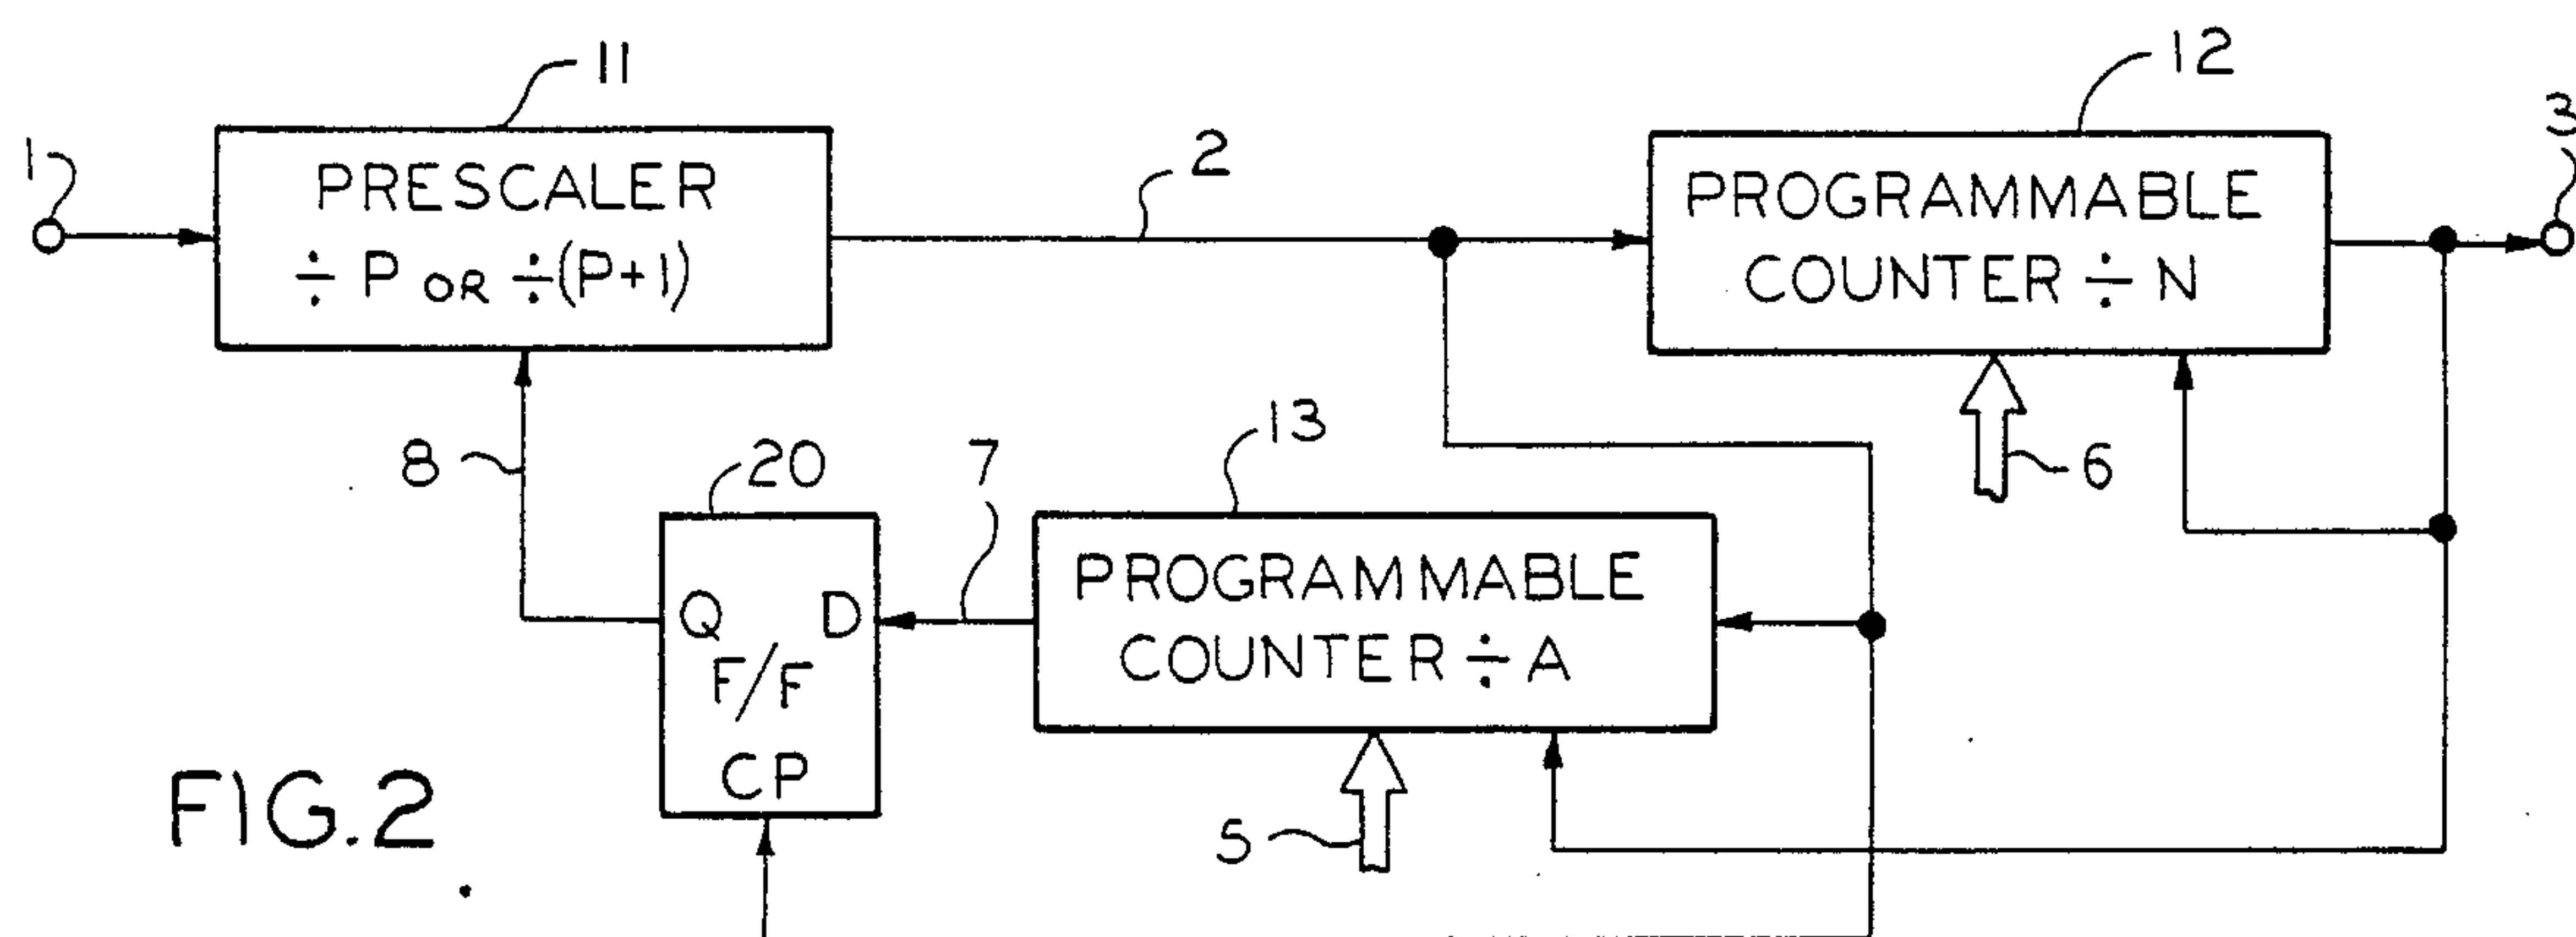 11
12
3
1
PRESCALER
÷ P OR ÷(P+1)
2
PROGRAMMABLE
COUNTER ÷ N
8
20
7
13
6
Q D
F/F
CP
PROGRAMMABLE
COUNTER ÷ A
5
FIG.2